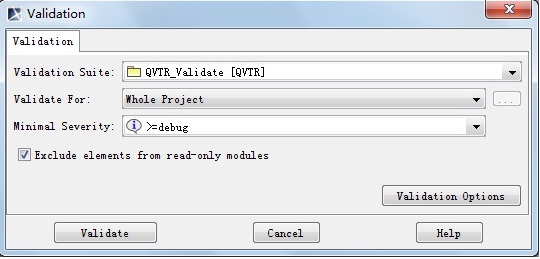 Validation
Validation
Validation Suite: QVTR_Validate [QVTR]
Validate For: Whole Project ...
Minimal Severity: >=debug
Exclude elements from read-only modules
Validation Options
Validate Cancel Help